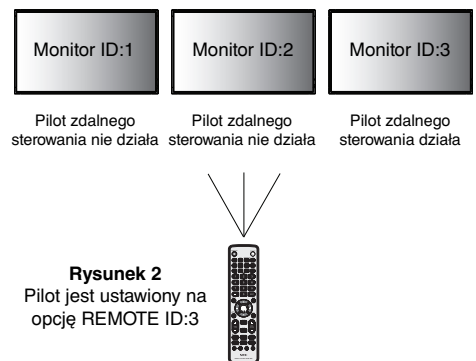 Monitor ID:1
Monitor ID:2
Monitor ID:3
Pilot zdalnego
sterowania nie działa
Pilot zdalnego
sterowania nie działa
Pilot zdalnego
sterowania działa
Rysunek 2
Pilot jest ustawiony na
opcję REMOTE ID:3